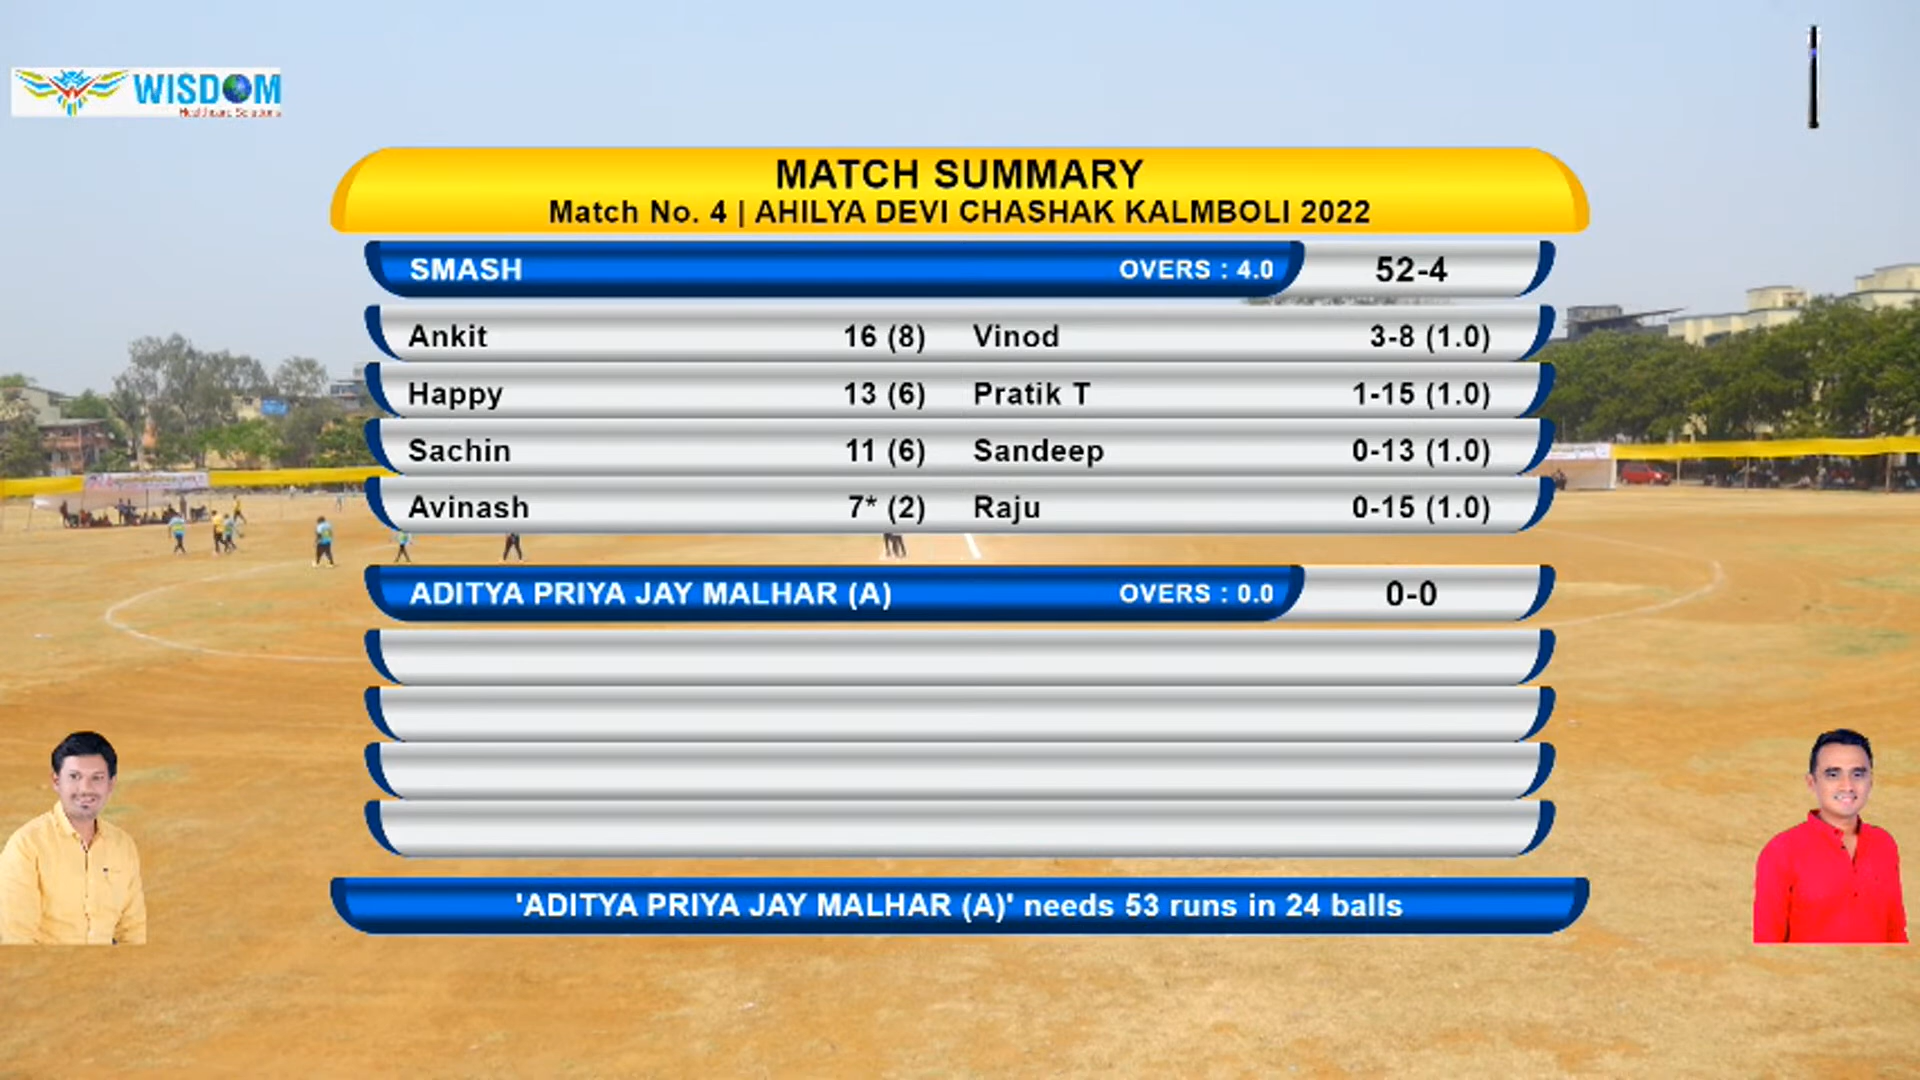 WISDOM
Healthcare Solutions
MATCH SUMMARY
Match No. 4 | AHILYA DEVI CHASHAK KALMBOLI 2022
SMASH OVERS : 4.0 52-4
Ankit 16 (8) Vinod 3-8 (1.0)
Happy 13 (6) Pratik T 1-15 (1.0)
Sachin 11 (6) Sandeep 0-13 (1.0)
Avinash 7* (2) Raju 0-15 (1.0)
ADITYA PRIYA JAY MALHAR (A) OVERS : 0.0 0-0
'ADITYA PRIYA JAY MALHAR (A)' needs 53 runs in 24 balls